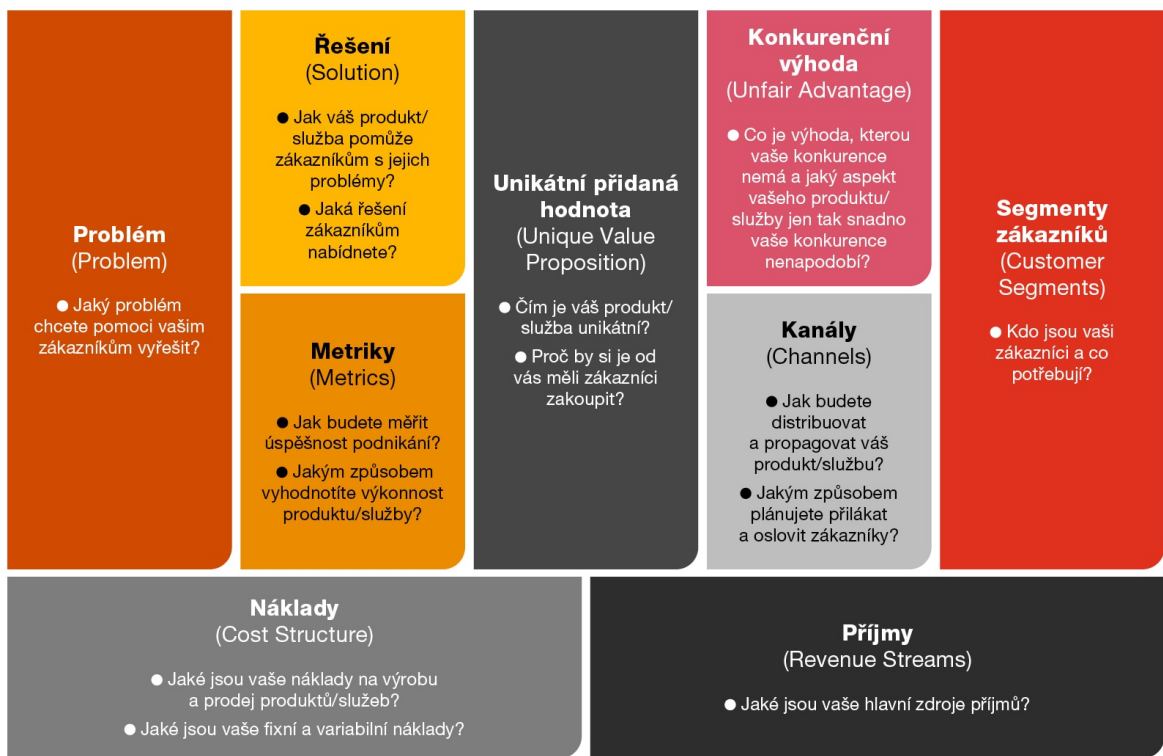 Problém
(Problem)
● Jaký problém
chcete pomoci vašim
zákazníkům vyřešit?
Řešení
(Solution)
● Jak váš produkt/
služba pomůže
zákazníkům s jejich
problémy?
● Jaká řešení
zákazníkům
nabídnete?
Metriky
(Metrics)
● Jak budete měřit
úspěšnost podnikání?
● Jakým způsobem
vyhodnotíte výkonnost
produktu/služby?
Unikátní přidaná
hodnota
(Unique Value
Proposition)
● Čím je váš produkt/
služba unikátní?
● Proč by si je od
vás měli zákazníci
zakoupit?
Konkurenční
výhoda
(Unfair Advantage)
● Co je výhoda, kterou
vaše konkurence
nemá a jaký aspekt
vašeho produktu/
služby jen tak snadno
vaše konkurence
nenapodobí?
Kanály
(Channels)
● Jak budete
distribuovat
a propagovat váš
produkt/službu?
● Jakým způsobem
plánujete přilákat
a oslovit zákazníky?
Segmenty
zákazníků
(Customer
Segments)
● Kdo jsou vaši
zákazníci a co
potřebují?
Náklady
(Cost Structure)
● Jaké jsou vaše náklady na výrobu
a prodej produktů/služeb?
● Jaké jsou vaše fixní a variabilní náklady?
Příjmy
(Revenue Streams)
● Jaké jsou vaše hlavní zdroje příjmů?